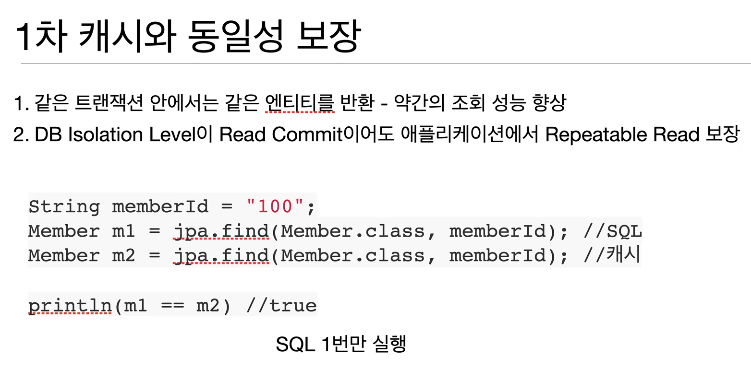 1차 캐시와 동일성 보장
1. 같은 트랜잭션 안에서는 같은 엔티티를 반환 - 약간의 조회 성능 향상
2. DB Isolation Level이 Read Commit이어도 애플리케이션에서 Repeatable Read 보장
String memberId = "100";
Member m1 = jpa.find(Member.class, memberId); //SQL
Member m2 = jpa.find(Member.class, memberId); //캐시
println(m1 == m2) //true
SQL 1번만 실행